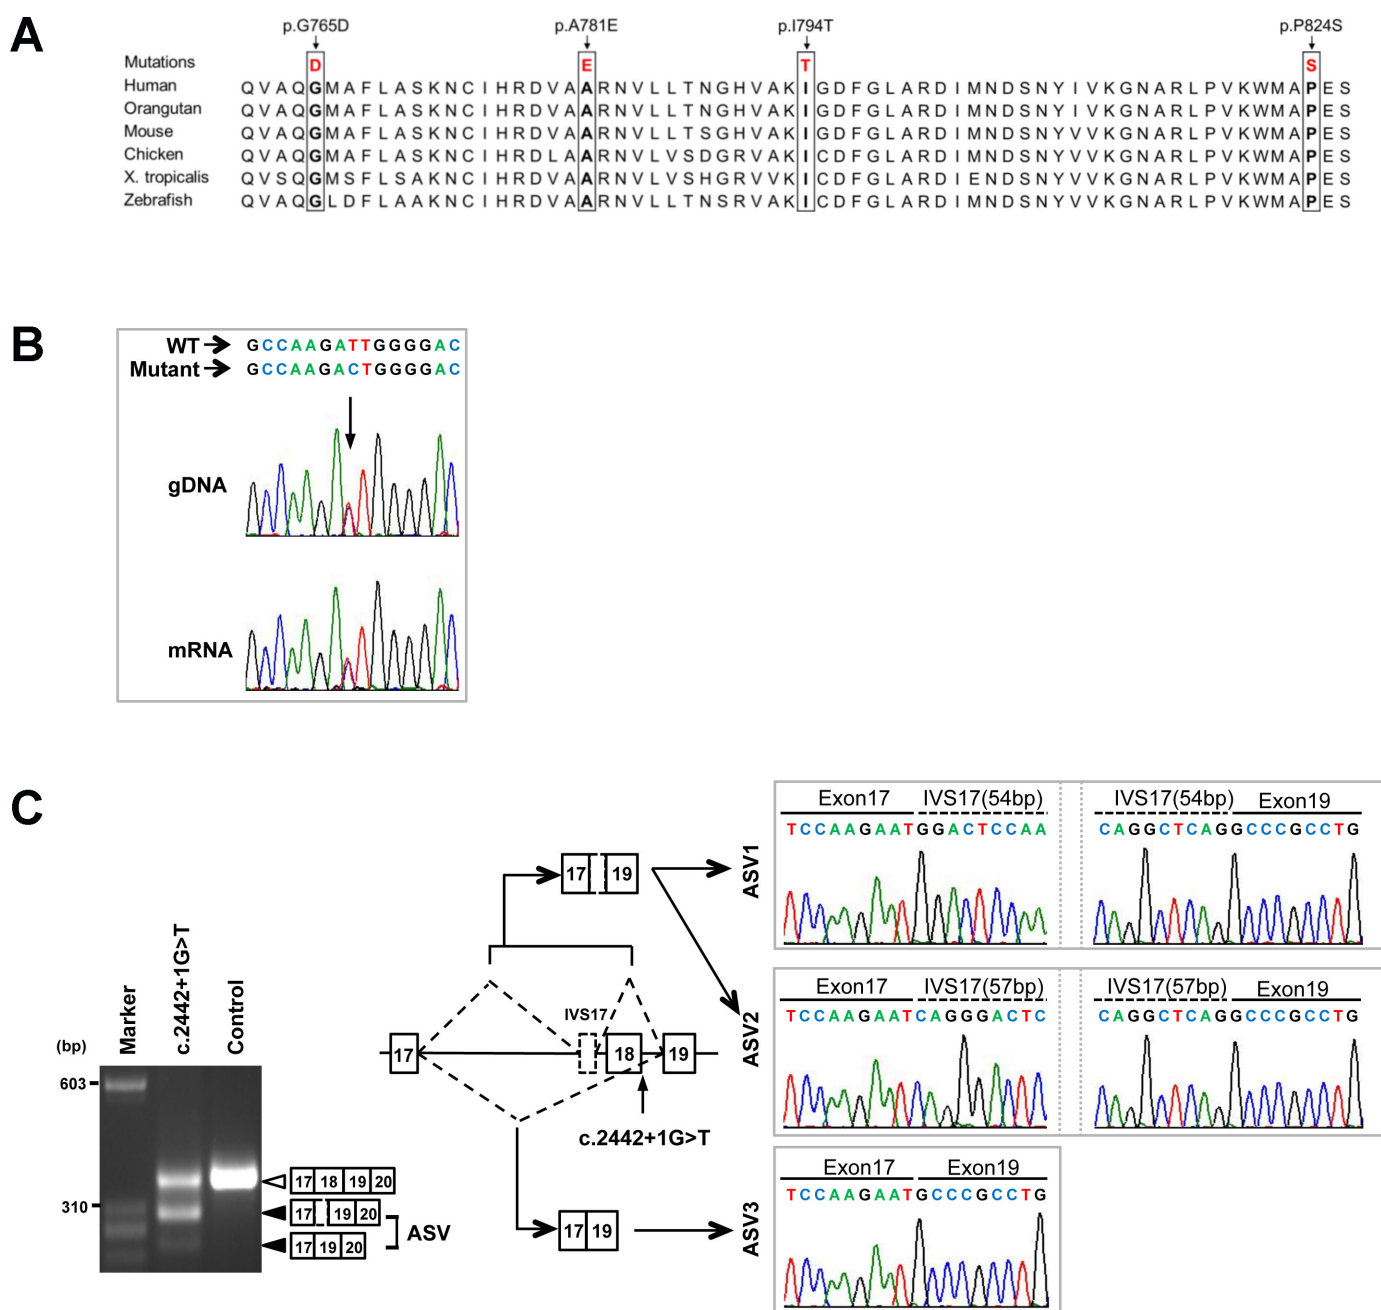 A
p.G765D p.A781E p.I794T p.P824S
Mutations D E T S
Human QVAQGMAFLASKNCIHRDVAARNVLLTNGHVAKIGDFGLARDIMNDSNYIVKGNARLPVKWMAPES
Orangutan QVAQGMAFLASKNCIHRDVAARNVLLTNGHVAKIGDFGLARDIMNDSNYIVKGNARLPVKWMAPES
Mouse QVAQGMAFLASKNCIHRDVAARNVLLTSGHVAKIGDFGLARDIMNDSNYVVKGNARLPVKWMAPES
Chicken QVAQGMAFLASKNCIHRDLAARNVLVSDGRVAKICDFGLARDIMNDSNYVVKGNARLPVKWMAPES
X. tropicalis QVSQGMSFLSAKNCIHRDVAARNVLVSHGRVVKICDFGLARDIENDSNYVVKGNARLPVKWMAPES
Zebrafish QVAQGLDFLAAKNCIHRDVAARNVLLTNSRVAKICDFGLARDIMNDSNYVVKGNARLPVKWMAPES
B
WT GCCAAGATTGGGGAC
Mutant GCCAAGACTGGGGAC
gDNA
mRNA
C
(bp)
Marker
c.2442+1G>T
Control
603
310
17 18 19 20
17 19 20
17 19 20
ASV
17 19
IVS17
17 18 19
c.2442+1G>T
17 19
ASV1
Exon17 IVS17(54bp) IVS17(54bp) Exon19
TCCAAGAATGGACTCCAA CAGGCTCAGGCCCGCCTG
ASV2
Exon17 IVS17(57bp) IVS17(57bp) Exon19
TCCAAGAATCAGGGACTC CAGGCTCAGGCCCGCCTG
ASV3
Exon17 Exon19
TCCAAGAATGCCCGCCTG